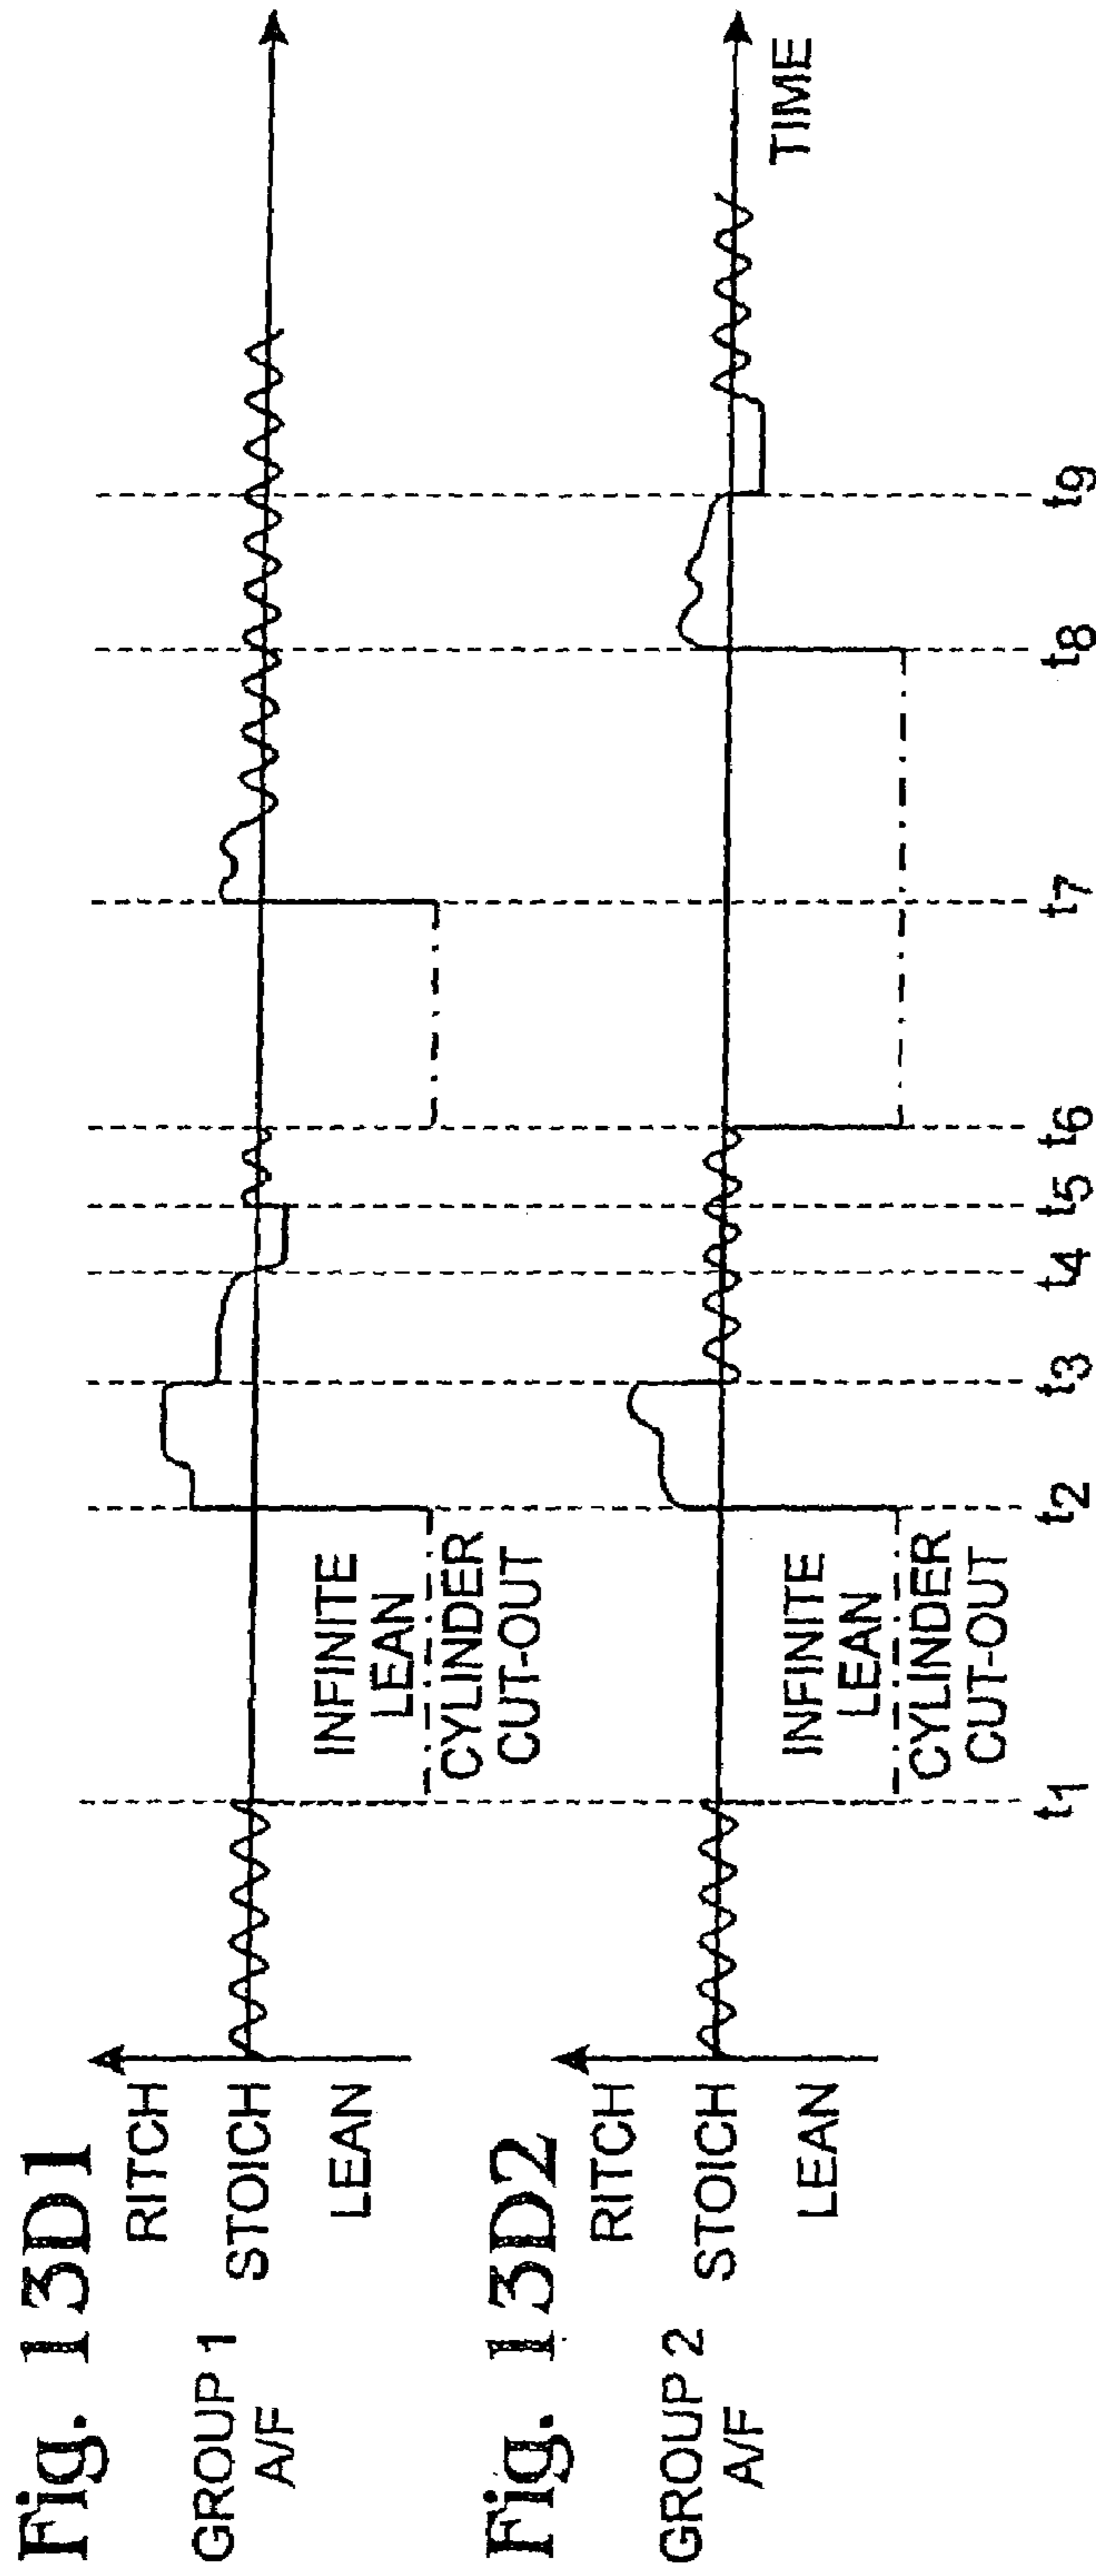 Fig. 13D1
GROUP 1
A/F
RITCH
STOICH
LEAN
INFINITE
LEAN
CYLINDER
CUT-OUT
Fig. 13D2
GROUP 2
A/F
RITCH
STOICH
LEAN
INFINITE
LEAN
CYLINDER
CUT-OUT
TIME
t1 t2 t3 t4 t5 t6 t7 t8 t9